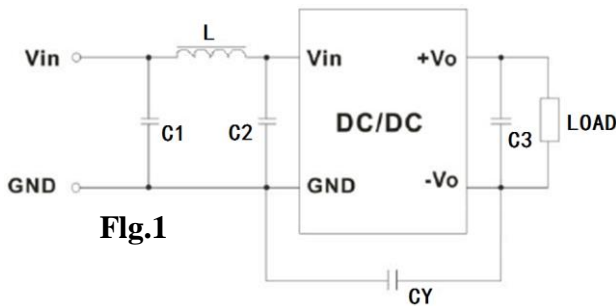 L
Vin
Vin
+Vo
C1
C2
DC/DC
C3
LOAD
GND
GND
-Vo
Flg.1
CY